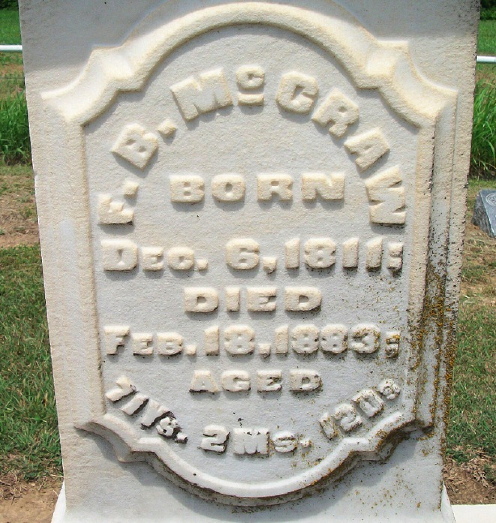 F. B. McCRAW
BORN
DEC. 6, 1811;
DIED
FEB. 18, 1883;
AGED
71Ys. 2Ms. 12Ds